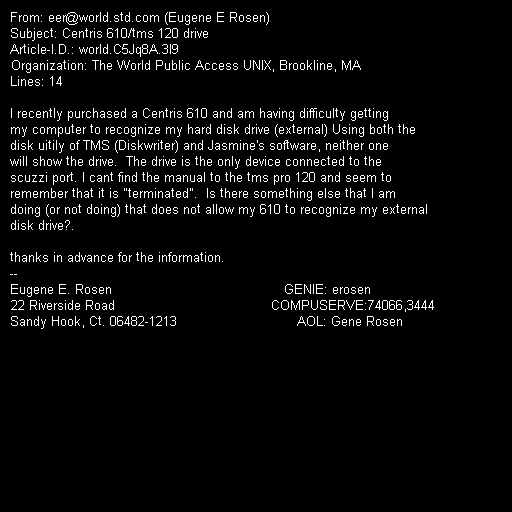 From: eer@world.std.com (Eugene E Rosen)
Subject: Centris 610/tms 120 drive
Article-I.D.: world.C5Jq8A.3I9
Organization: The World Public Access UNIX, Brookline, MA
Lines: 14

I recently purchased a Centris 610 and am having difficulty getting
my computer to recognize my hard disk drive (external) Using both the
disk uitily of TMS (Diskwriter) and Jasmine's software, neither one
will show the drive.  The drive is the only device connected to the
scuzzi port. I cant find the manual to the tms pro 120 and seem to
remember that it is "terminated".  Is there something else that I am
doing (or not doing) that does not allow my 610 to recognize my external
disk drive?.

thanks in advance for the information.
--
Eugene E. Rosen GENIE: erosen
22 Riverside Road COMPUSERVE:74066,3444
Sandy Hook, Ct. 06482-1213 AOL: Gene Rosen